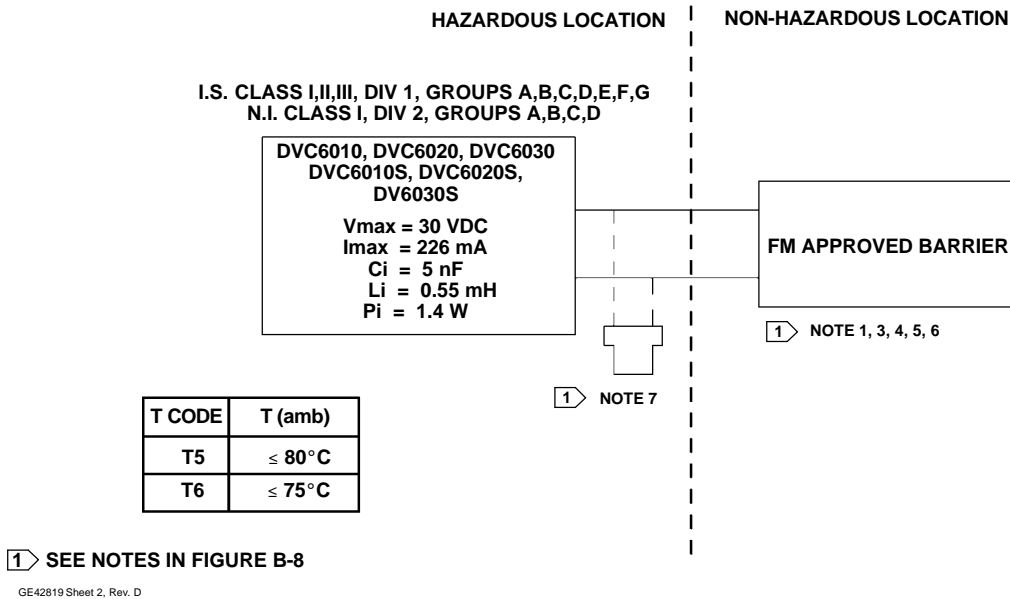 HAZARDOUS LOCATION
NON-HAZARDOUS LOCATION
I.S. CLASS I,II,III, DIV 1, GROUPS A,B,C,D,E,F,G
N.I. CLASS I, DIV 2, GROUPS A,B,C,D
DVC6010, DVC6020, DVC6030
DVC6010S, DVC6020S,
DV6030S
Vmax = 30 VDC
Imax = 226 mA
Ci = 5 nF
Li = 0.55 mH
Pi = 1.4 W
FM APPROVED BARRIER
1 NOTE 1, 3, 4, 5, 6
1 NOTE 7
T CODE T (amb)
T5 ≤ 80°C
T6 ≤ 75°C
1 SEE NOTES IN FIGURE B-8
GE42819 Sheet 2, Rev. D